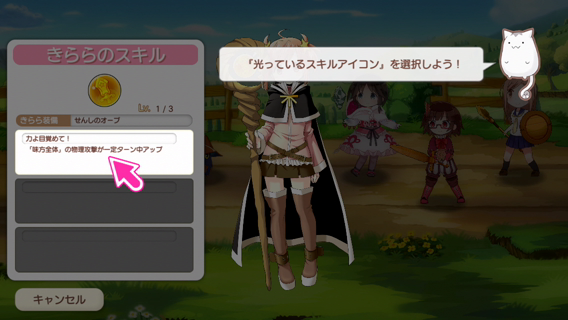 きららのスキル
「光っているスキルアイコン」を選択しよう！
Lv. 1 / 3
きらら装備 せんしのオーブ
力よ目覚めて！
「味方全体」の物理攻撃が一定ターン中アップ
キャンセル